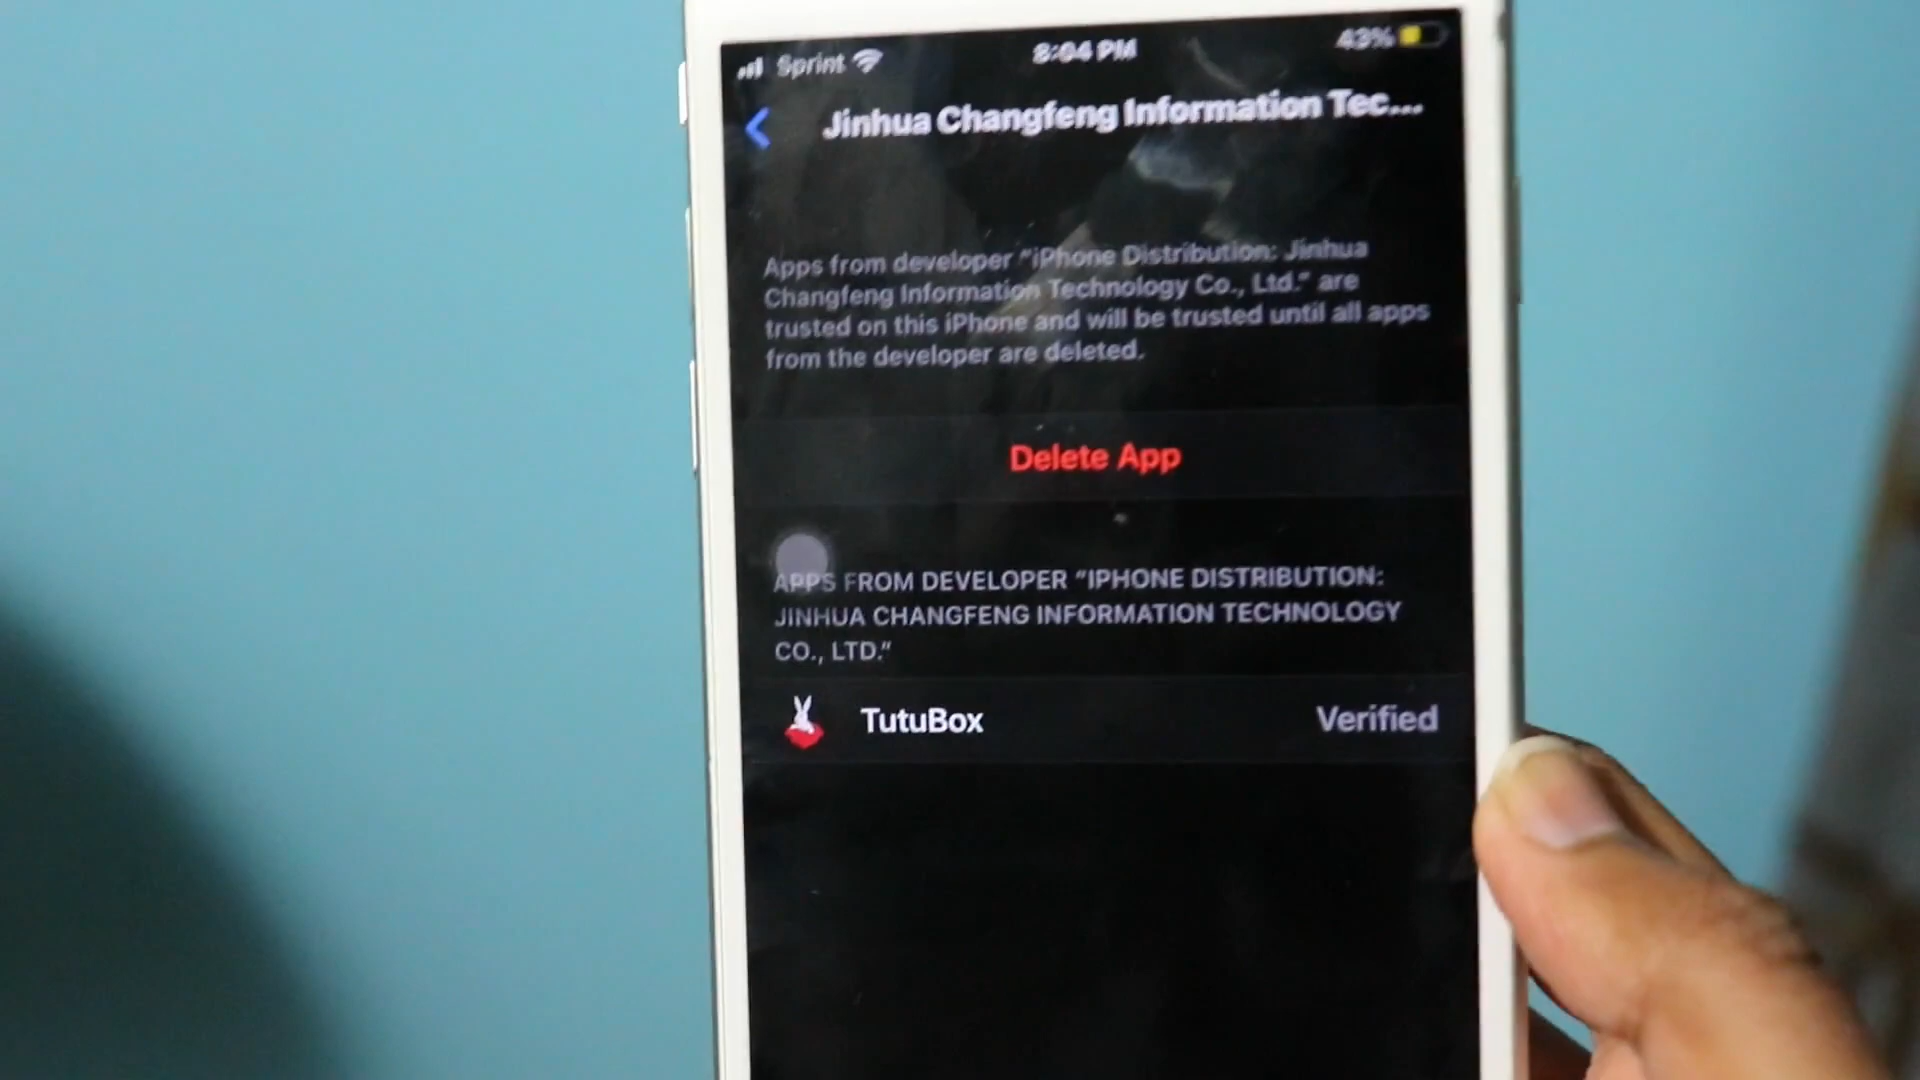 Sprint 8:04 PM 43%
Jinhua Changfeng Information Tec...
Apps from developer “iPhone Distribution: Jinhua
Changfeng Information Technology Co., Ltd.” are
trusted on this iPhone and will be trusted until all apps
from the developer are deleted.
Delete App
APPS FROM DEVELOPER “IPHONE DISTRIBUTION:
JINHUA CHANGFENG INFORMATION TECHNOLOGY
CO., LTD.”
TutuBox Verified